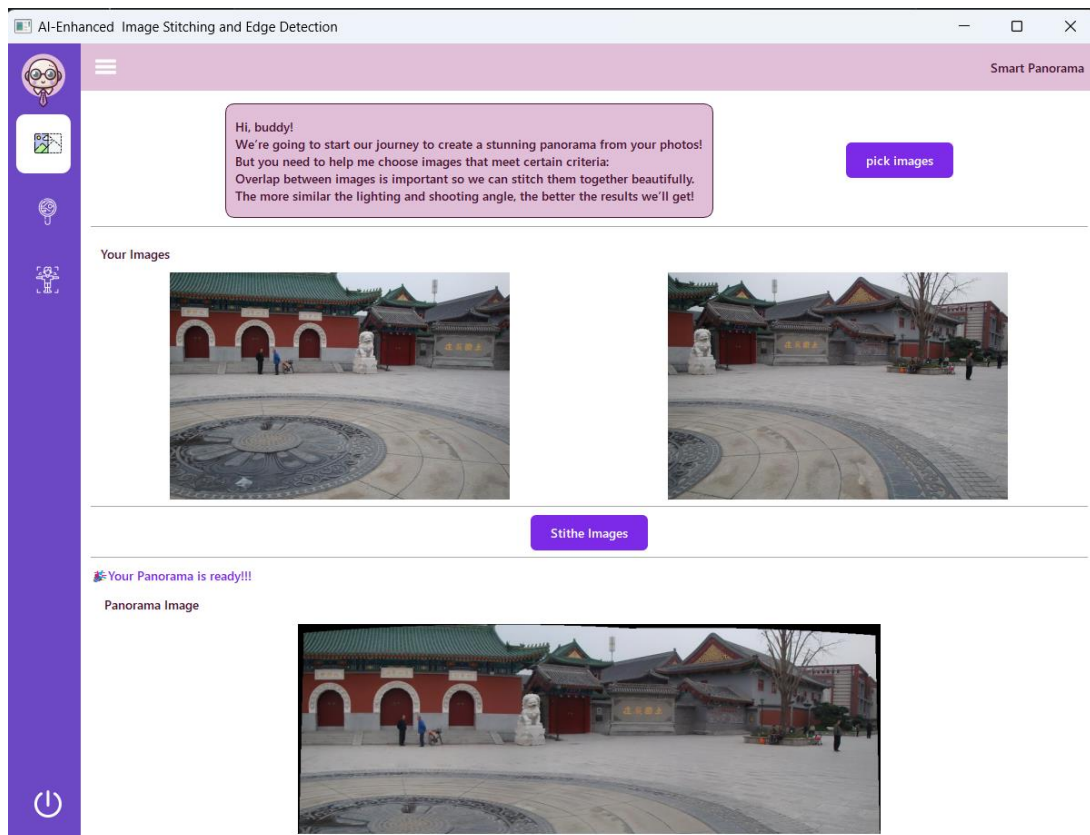 AI-Enhanced Image Stitching and Edge Detection
Smart Panorama
Hi, buddy!
We're going to start our journey to create a stunning panorama from your photos!
But you need to help me choose images that meet certain criteria:
Overlap between images is important so we can stitch them together beautifully.
The more similar the lighting and shooting angle, the better the results we'll get!
pick images
Your Images
Stithe Images
🎉Your Panorama is ready!!!
Panorama Image